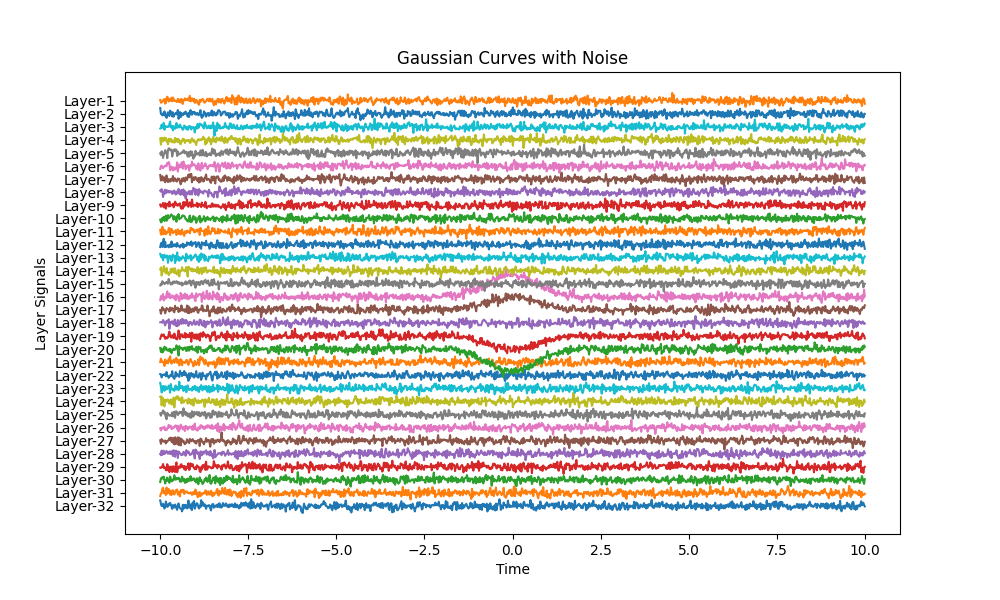 Gaussian Curves with Noise
Layer Signals
Layer-1
Layer-2
Layer-3
Layer-4
Layer-5
Layer-6
Layer-7
Layer-8
Layer-9
Layer-10
Layer-11
Layer-12
Layer-13
Layer-14
Layer-15
Layer-16
Layer-17
Layer-18
Layer-19
Layer-20
Layer-21
Layer-22
Layer-23
Layer-24
Layer-25
Layer-26
Layer-27
Layer-28
Layer-29
Layer-30
Layer-31
Layer-32
−10.0 −7.5 −5.0 −2.5 0.0 2.5 5.0 7.5 10.0
Time